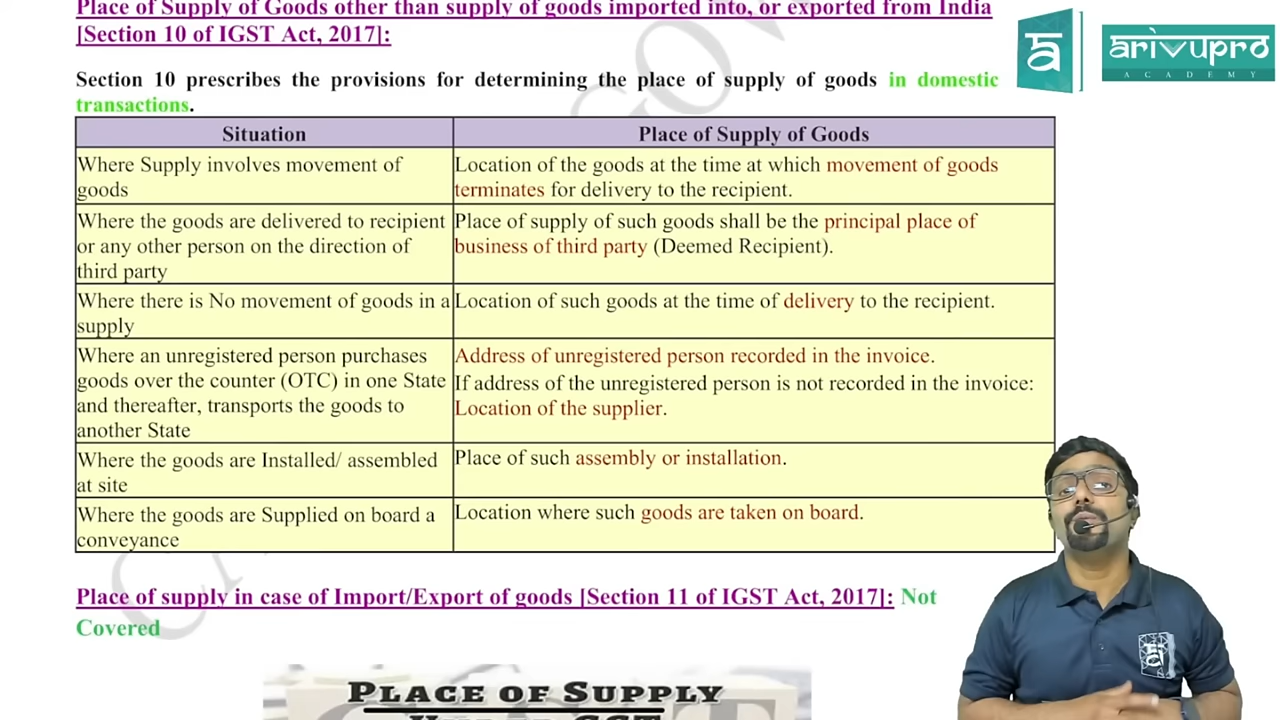 Place of Supply of Goods other than supply of goods imported into, or exported from India
[Section 10 of IGST Act, 2017]:
arivupro
ACADEMY
Section 10 prescribes the provisions for determining the place of supply of goods in domestic
transactions.
Situation
Place of Supply of Goods
Where Supply involves movement of
goods
Location of the goods at the time at which movement of goods
terminates for delivery to the recipient.
Where the goods are delivered to recipient
or any other person on the direction of
third party
Place of supply of such goods shall be the principal place of
business of third party (Deemed Recipient).
Where there is No movement of goods in a
supply
Location of such goods at the time of delivery to the recipient.
Where an unregistered person purchases
goods over the counter (OTC) in one State
and thereafter, transports the goods to
another State
Address of unregistered person recorded in the invoice.
If address of the unregistered person is not recorded in the invoice:
Location of the supplier.
Where the goods are Installed/ assembled
at site
Place of such assembly or installation.
Where the goods are Supplied on board a
conveyance
Location where such goods are taken on board.
Place of supply in case of Import/Export of goods [Section 11 of IGST Act, 2017]: Not
Covered
PLACE OF SUPPLY